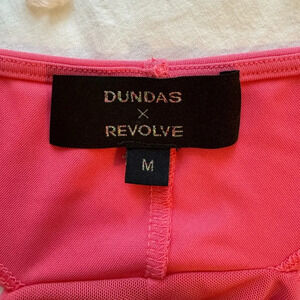 DUNDAS
×
REVOLVE
M